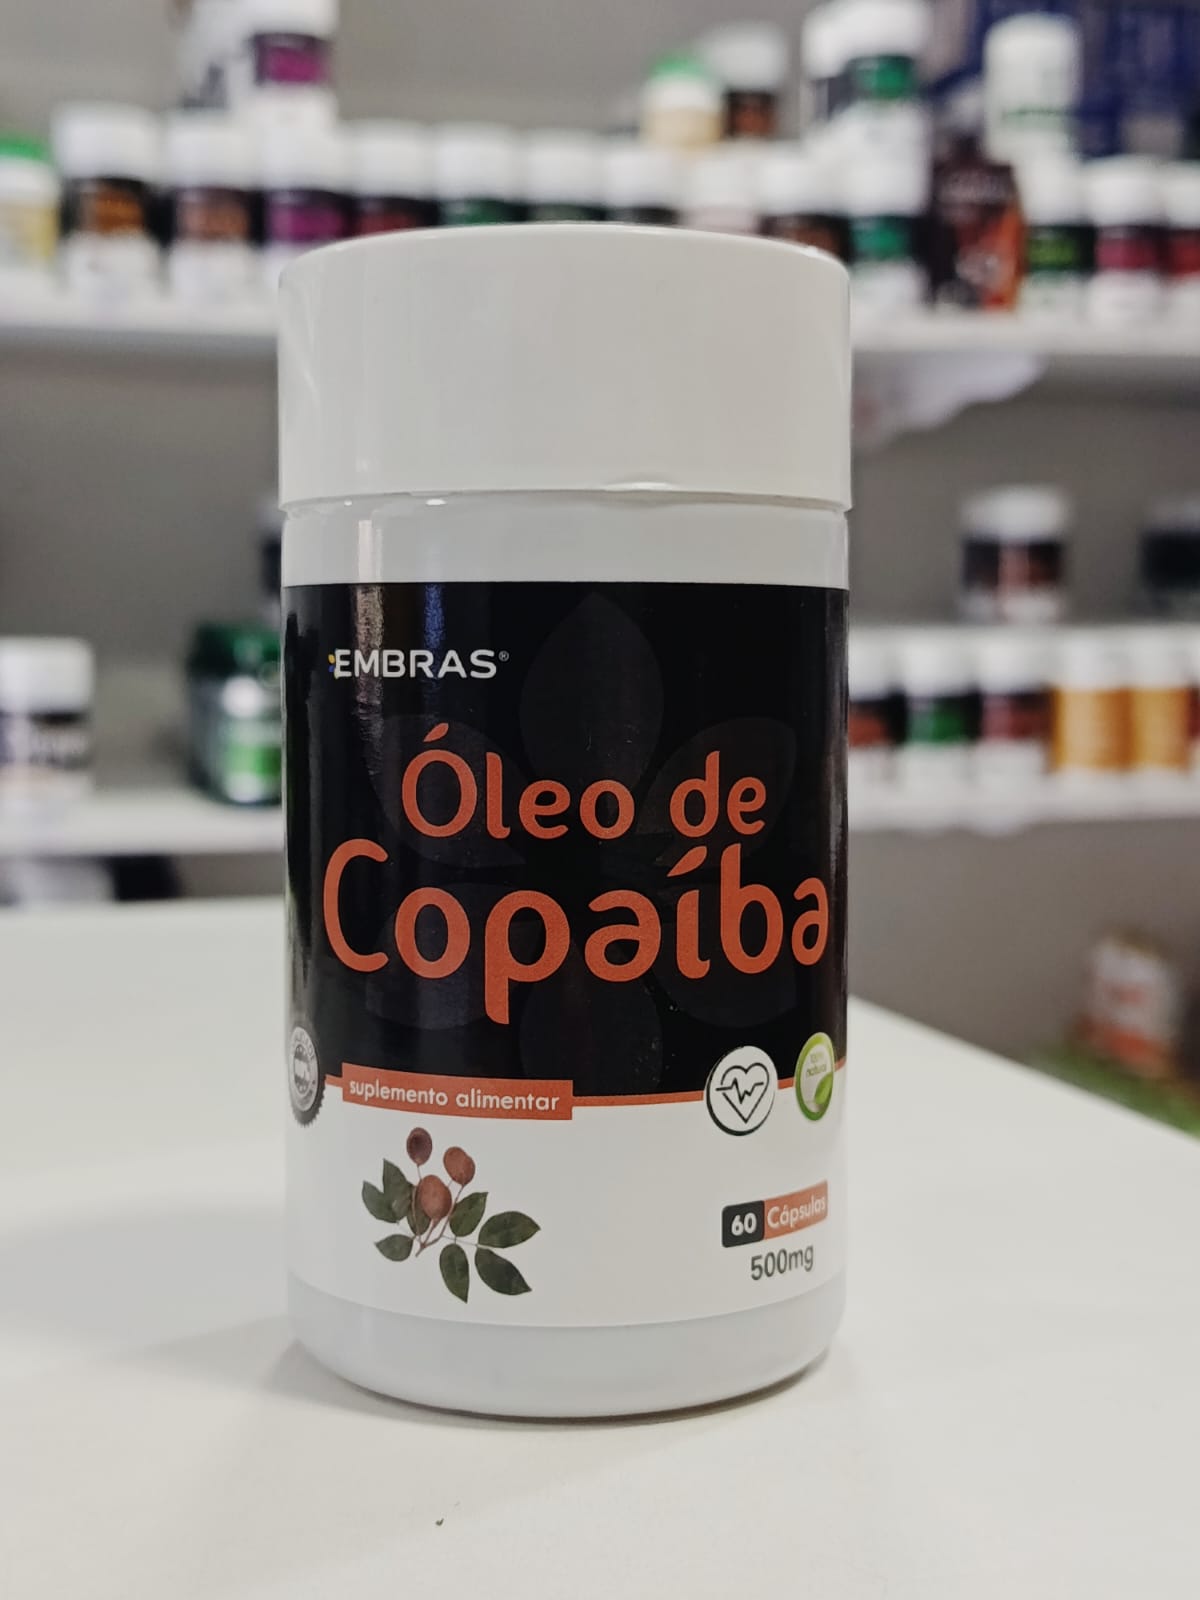 EMBRAS®
Óleo de
Copaíba
suplemento alimentar
60 Cápsulas
500mg